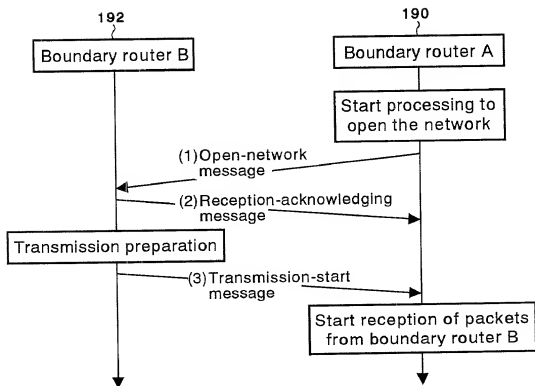 192
190
Boundary router B
Boundary router A
Start processing to
open the network
(1)Open-network
message
(2)Reception-acknowledging
message
Transmission preparation
(3)Transmission-start
message
Start reception of packets
from boundary router B